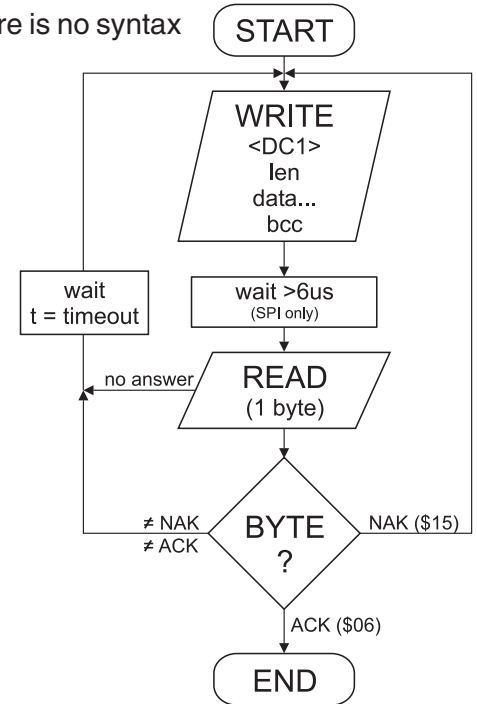 re is no syntax
START
WRITE
<DC1>
len
data...
bcc
wait
t = timeout
wait >6us
(SPI only)
no answer
READ
(1 byte)
≠ NAK
≠ ACK
BYTE
?
NAK ($15)
ACK ($06)
END